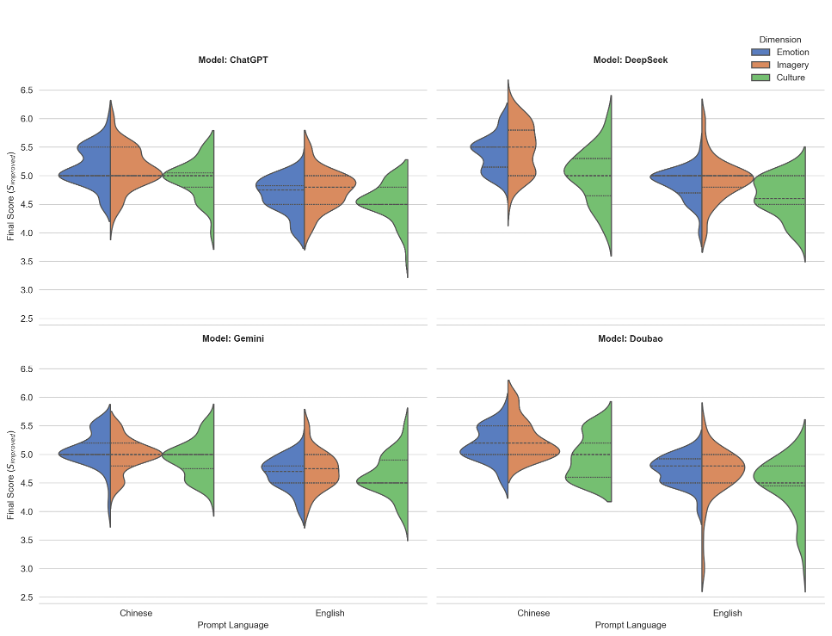 Dimension
Emotion
Imagery
Culture
Model: ChatGPT
Model: DeepSeek
6.5
6.0
5.5
5.0
4.5
4.0
3.5
3.0
2.5
Final Score (S_improved)
Model: Gemini
Model: Doubao
6.5
6.0
5.5
5.0
4.5
4.0
3.5
3.0
2.5
Final Score (S_improved)
Chinese
English
Chinese
English
Prompt Language
Prompt Language